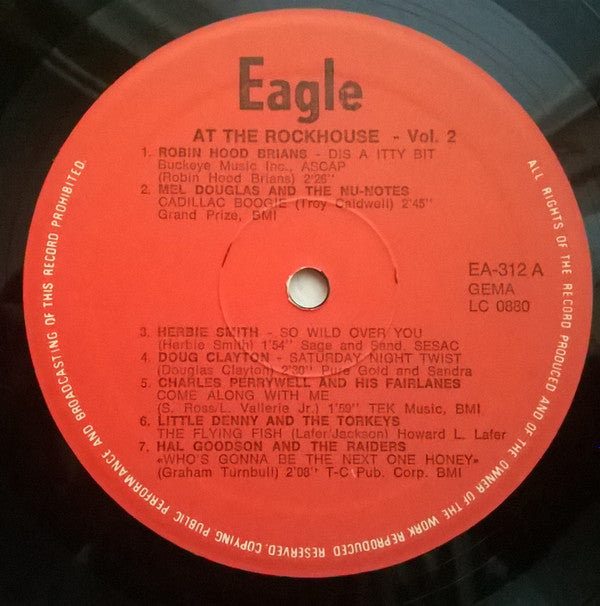 Eagle
AT THE ROCKHOUSE - Vol. 2
1. ROBIN HOOD BRIANS - DIS A ITTY BIT
Buckeye Music Inc., ASCAP
(Robin Hood Brians) 2'26"
2. MEL DOUGLAS AND THE NU-NOTES
CADILLAC BOOGIE (Troy Caldwell) 2'45"
Grand Prize, BMI
EA-312 A
GEMA
LC 0880
3. HERBIE SMITH - SO WILD OVER YOU
(Herbie Smith) 1'54" Sage and Sand, SESAC
4. DOUG CLAYTON - SATURDAY NIGHT TWIST
(Douglas Clayton) 2'30" Pure Gold and Sandra
5. CHARLES PERRYWELL AND HIS FAIRLANES
COME ALONG WITH ME
(S. Ross/L. Vallerie Jr.) 1'59" TEK Music, BMI
6. LITTLE DENNY AND THE TORKEYS
THE FLYING FISH (Lafer/Jackson) Howard L. Lafer
7. HAL GOODSON AND THE RAIDERS
«WHO'S GONNA BE THE NEXT ONE HONEY»
(Graham Turnbull) 2'08" T-C Pub. Corp. BMI
ALL RIGHTS OF THE RECORD PRODUCED AND OF THE OWNER OF THE WORK REPRODUCED RESERVED. COPYING, PUBLIC PERFORMANCE AND BROADCASTING OF THIS RECORD PROHIBITED.